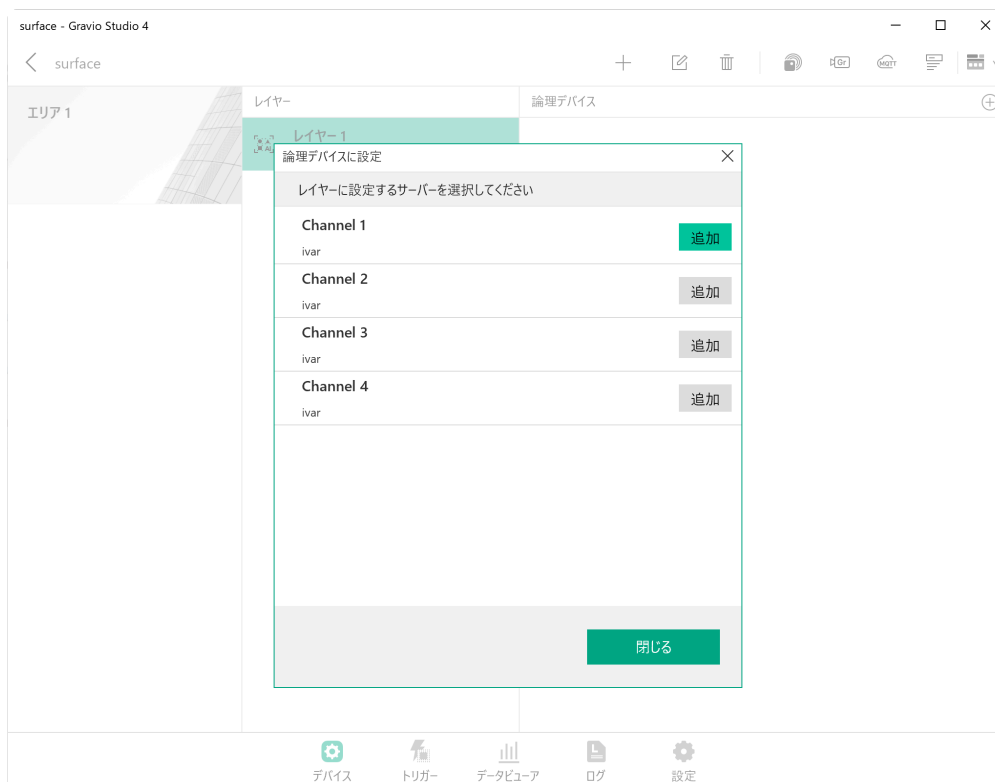 surface - Gravio Studio 4
surface
Gr
MQTT
エリア 1
レイヤー
論理デバイス
レイヤー 1
AI
論理デバイスに設定
レイヤーに設定するサーバーを選択してください
Channel 1
追加
ivar
Channel 2
追加
ivar
Channel 3
追加
ivar
Channel 4
追加
ivar
閉じる
デバイス
トリガー
データビューア
ログ
設定